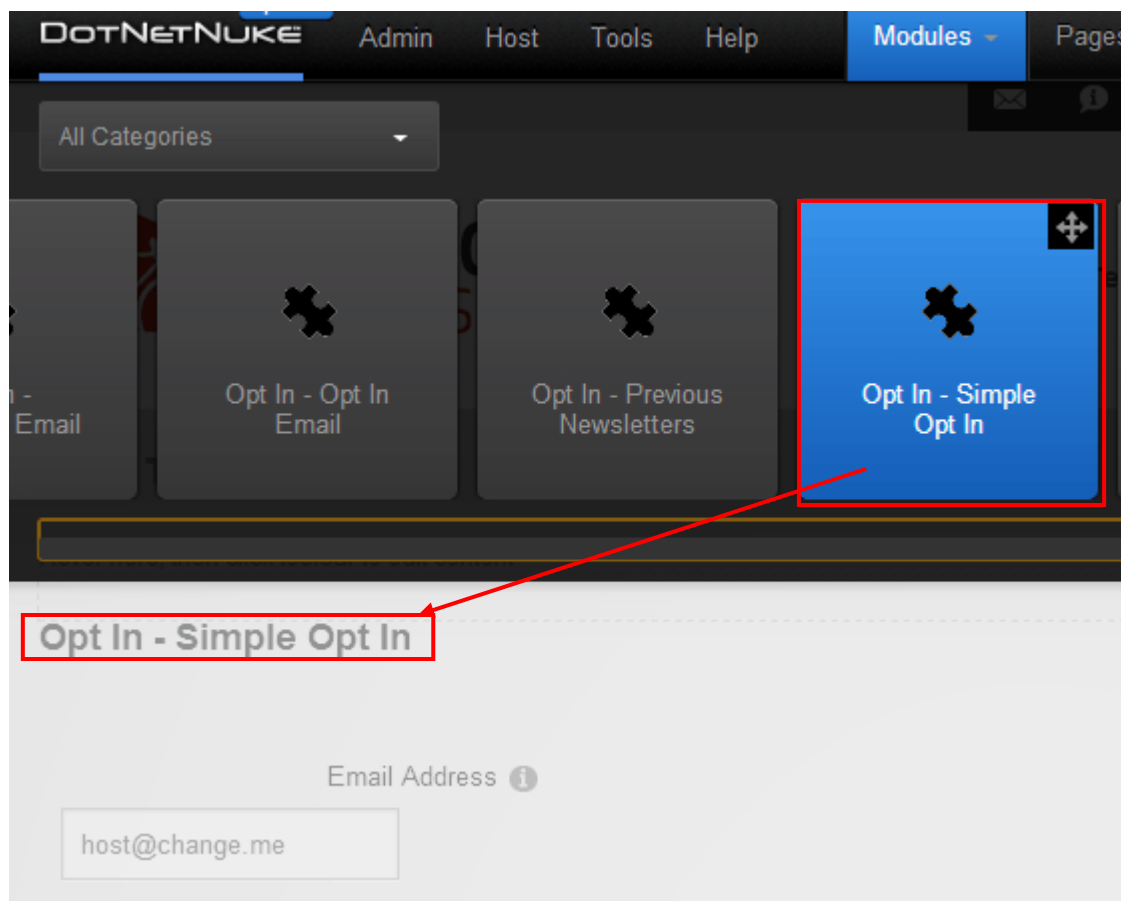 DotNetNuke Admin Host Tools Help Modules Pages
All Categories
Email
Opt In - Opt In
Email
Opt In - Previous
Newsletters
Opt In - Simple
Opt In
Opt In - Simple Opt In
Email Address
host@change.me